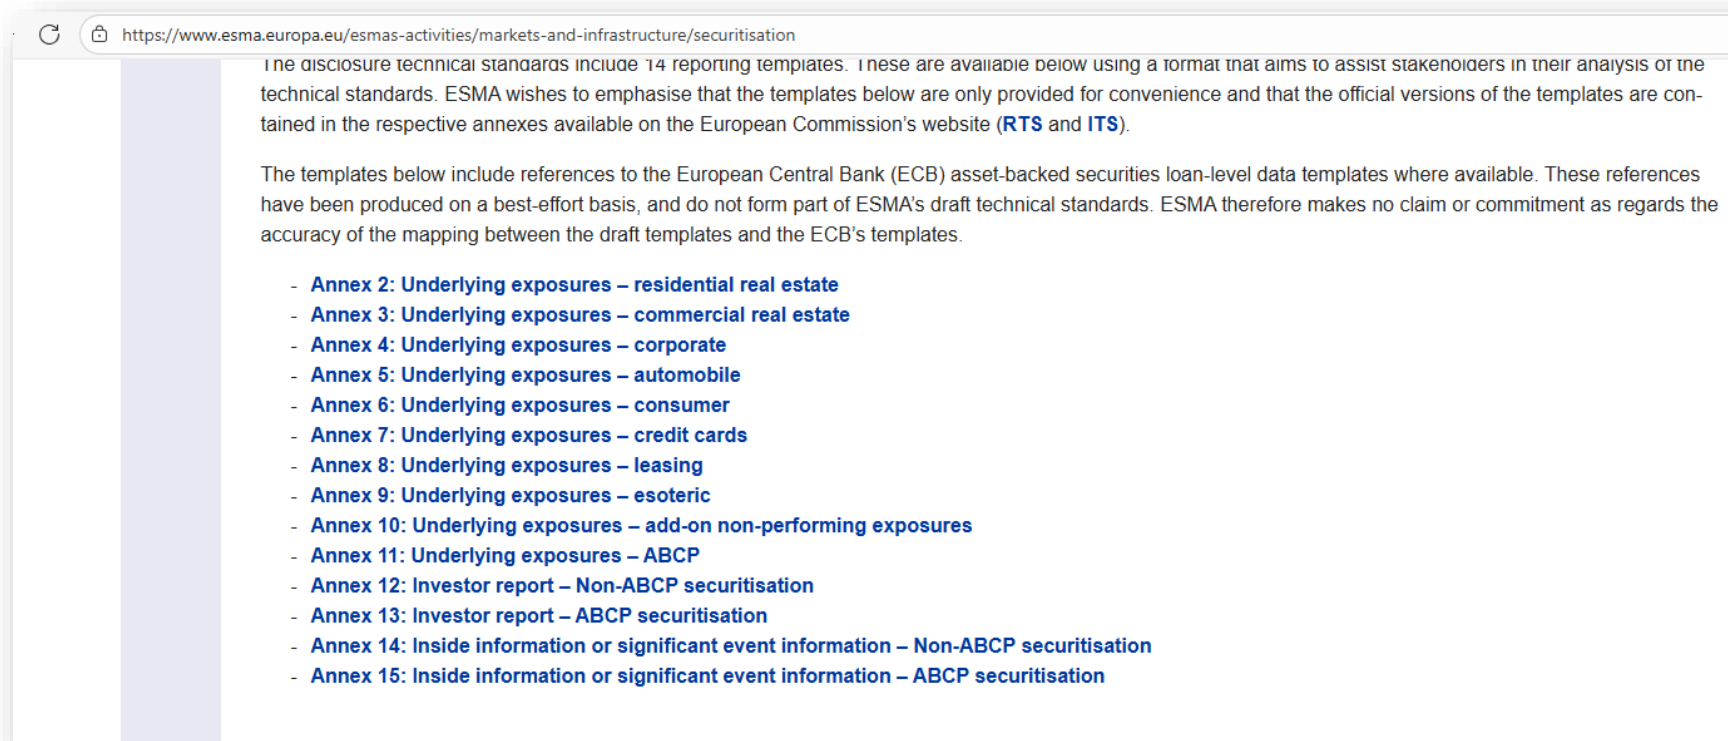 https://www.esma.europa.eu/esmas-activities/markets-and-infrastructure/securitisation
The disclosure technical standards include 14 reporting templates. These are available below using a format that aims to assist stakeholders in their analysis of the
technical standards. ESMA wishes to emphasise that the templates below are only provided for convenience and that the official versions of the templates are con-
tained in the respective annexes available on the European Commission's website (RTS and ITS).
The templates below include references to the European Central Bank (ECB) asset-backed securities loan-level data templates where available. These references
have been produced on a best-effort basis, and do not form part of ESMA's draft technical standards. ESMA therefore makes no claim or commitment as regards the
accuracy of the mapping between the draft templates and the ECB's templates.
- Annex 2: Underlying exposures – residential real estate
- Annex 3: Underlying exposures – commercial real estate
- Annex 4: Underlying exposures – corporate
- Annex 5: Underlying exposures – automobile
- Annex 6: Underlying exposures – consumer
- Annex 7: Underlying exposures – credit cards
- Annex 8: Underlying exposures – leasing
- Annex 9: Underlying exposures – esoteric
- Annex 10: Underlying exposures – add-on non-performing exposures
- Annex 11: Underlying exposures – ABCP
- Annex 12: Investor report – Non-ABCP securitisation
- Annex 13: Investor report – ABCP securitisation
- Annex 14: Inside information or significant event information – Non-ABCP securitisation
- Annex 15: Inside information or significant event information – ABCP securitisation